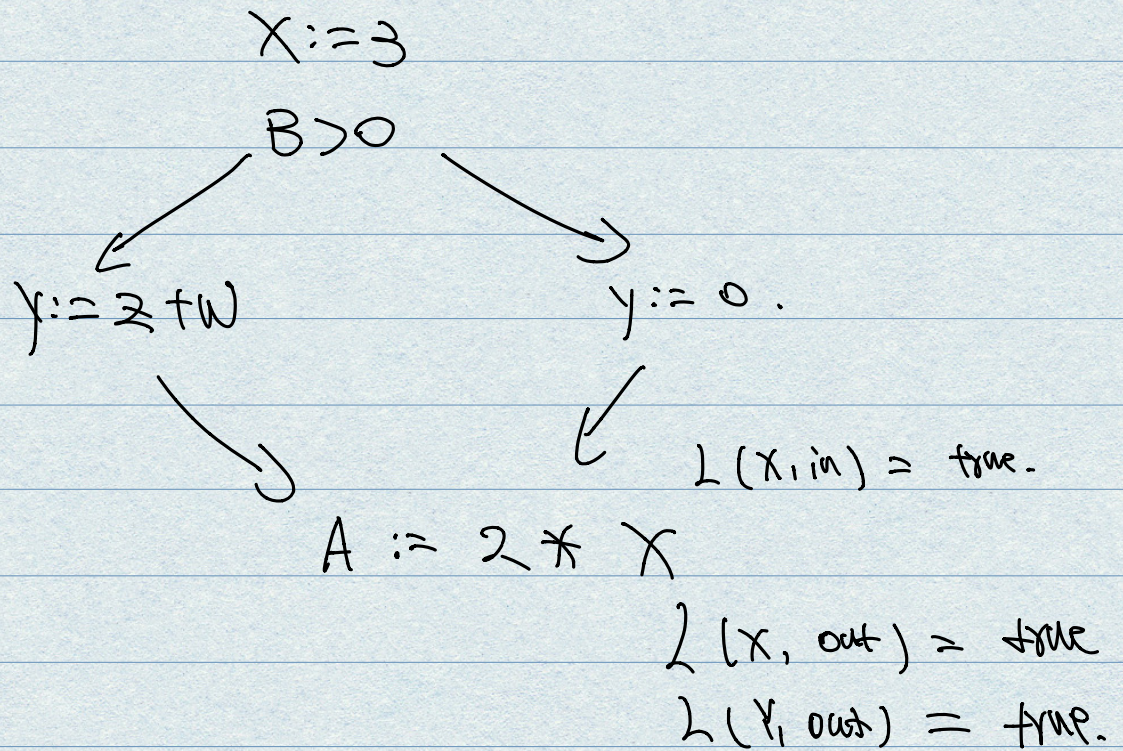 X := 3
B > 0
Y := Z + W
y := 0 .
L (X, in) = true.
A := 2 * X
L (X, out) = true
L (Y, out) = true.